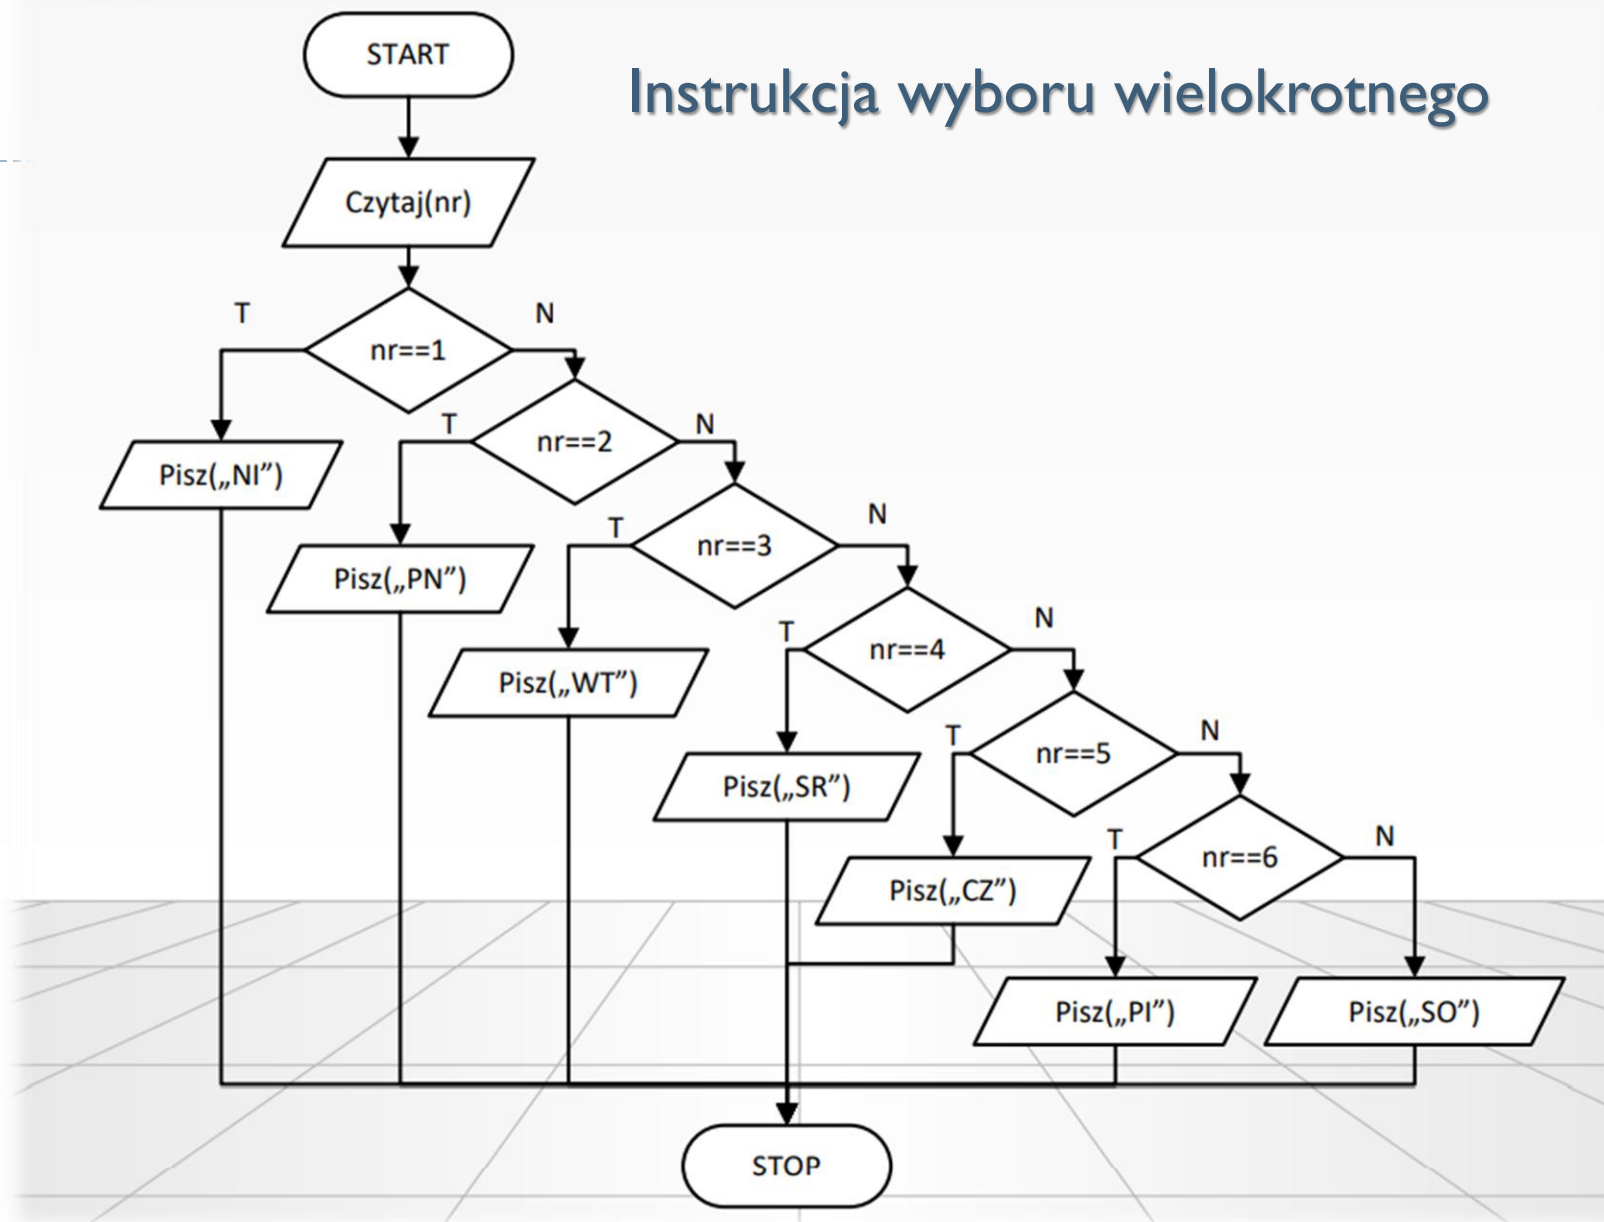 START
Instrukcja wyboru wielokrotnego
Czytaj(nr)
T
N
nr==1
T
N
nr==2
Pisz(„NI”)
T
N
nr==3
Pisz(„PN”)
T
N
nr==4
Pisz(„WT”)
T
N
nr==5
Pisz(„SR”)
T
N
nr==6
Pisz(„CZ”)
Pisz(„PI”)
Pisz(„SO”)
STOP